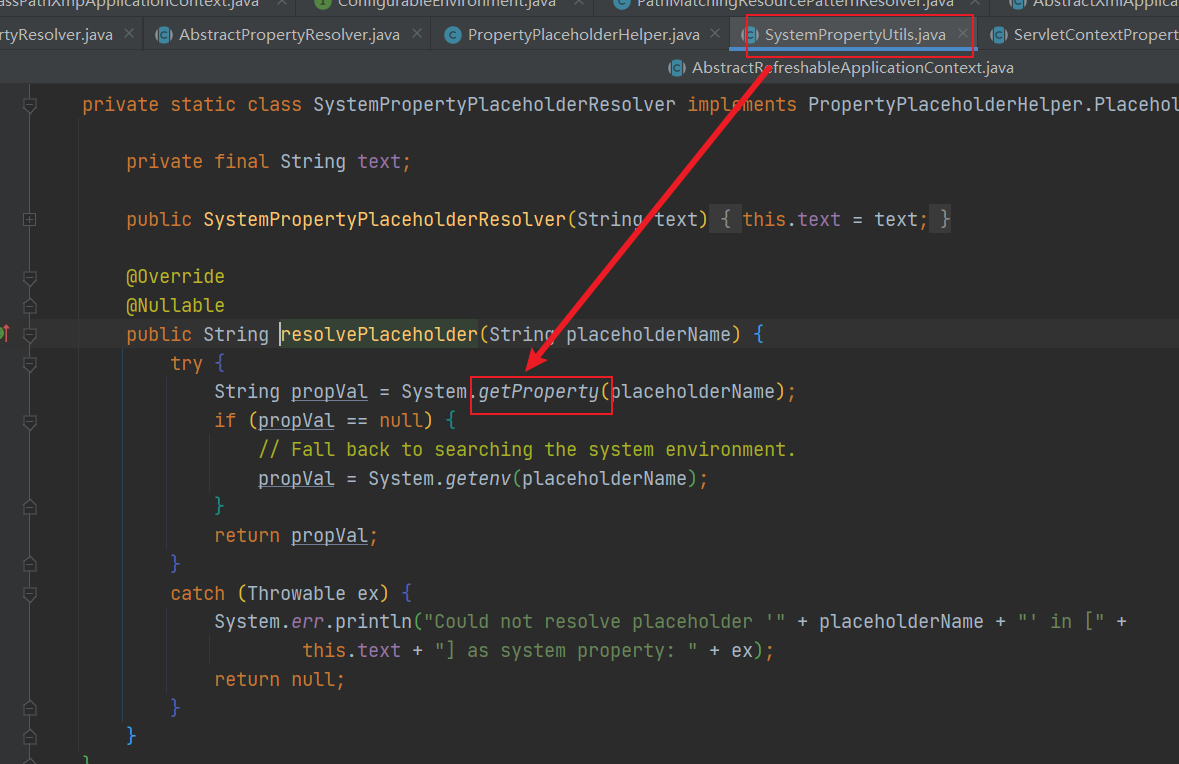 assPathXmpApplicationContext.java ConfigurableEnvironment.java PathMatchingResourcePatternResolver.java AbstractXmlApplica
rtyResolver.java AbstractPropertyResolver.java PropertyPlaceholderHelper.java SystemPropertyUtils.java ServletContextPropert
AbstractRefreshableApplicationContext.java
private static class SystemPropertyPlaceholderResolver implements PropertyPlaceholderHelper.Placehol
private final String text;
public SystemPropertyPlaceholderResolver(String text) { this.text = text; }
@Override
@Nullable
public String resolvePlaceholder(String placeholderName) {
try {
String propVal = System.getProperty(placeholderName);
if (propVal == null) {
// Fall back to searching the system environment.
propVal = System.getenv(placeholderName);
}
return propVal;
}
catch (Throwable ex) {
System.err.println("Could not resolve placeholder '" + placeholderName + "' in [" +
this.text + "] as system property: " + ex);
return null;
}
}
}